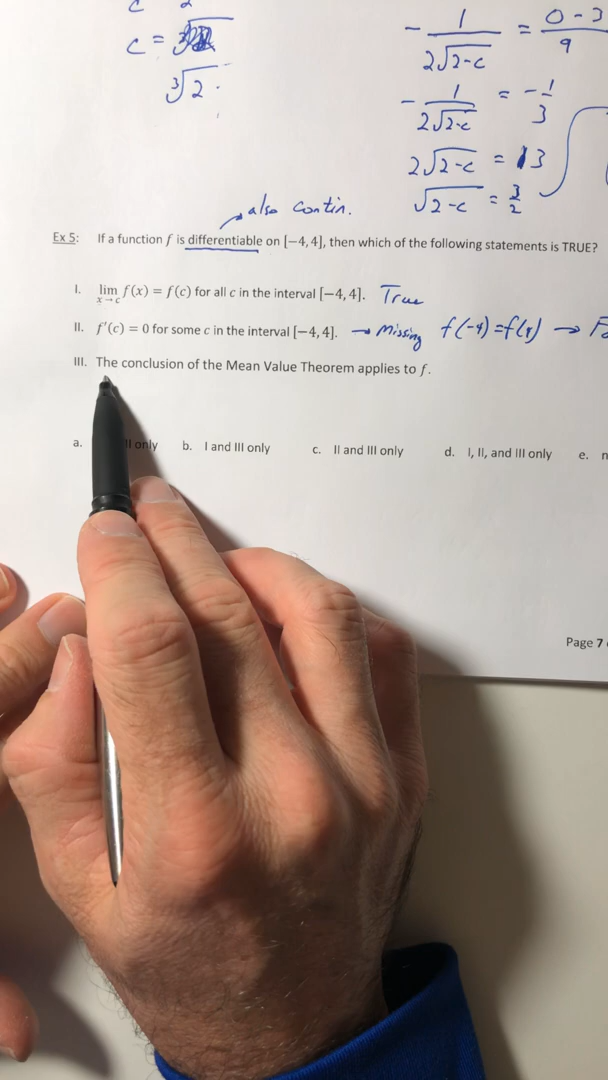 c = ∛2
- 1/(2√(2-c)) = (0-3)/9
- 1/(2√(2-c)) = -1/3
2√(2-c) = 3
√(2-c) = 3/2
also contin.
Ex 5: If a function f is differentiable on [−4, 4], then which of the following statements is TRUE?
I. lim x→c f(x) = f(c) for all c in the interval [−4, 4]. True
II. f′(c) = 0 for some c in the interval [−4, 4]. → Missing f(-4)=f(4) →
III. The conclusion of the Mean Value Theorem applies to f.
a. II only b. I and III only c. II and III only d. I, II, and III only e.
Page 7